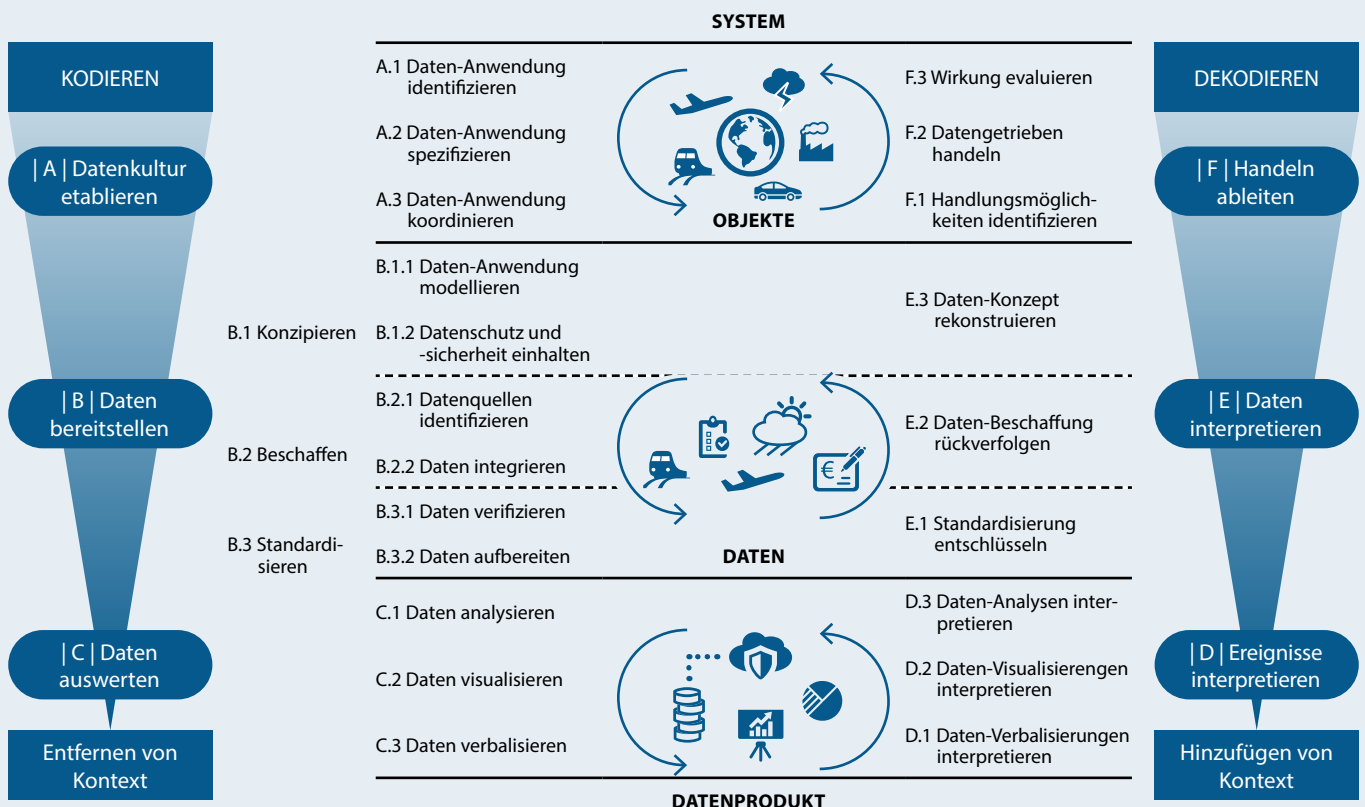 SYSTEM
KODIEREN
| A | Datenkultur
etablieren
| B | Daten
bereitstellen
| C | Daten
auswerten
Entfernen von
Kontext
A.1 Daten-Anwendung
identifizieren
A.2 Daten-Anwendung
spezifizieren
A.3 Daten-Anwendung
koordinieren
OBJEKTE
F.3 Wirkung evaluieren
F.2 Datengetrieben
handeln
F.1 Handlungsmöglich-
keiten identifizieren
B.1 Konzipieren
B.1.1 Daten-Anwendung
modellieren
B.1.2 Datenschutz und
-sicherheit einhalten
E.3 Daten-Konzept
rekonstruieren
B.2 Beschaffen
B.2.1 Datenquellen
identifizieren
B.2.2 Daten integrieren
€
E.2 Daten-Beschaffung
rückverfolgen
B.3 Standardi-
sieren
B.3.1 Daten verifizieren
B.3.2 Daten aufbereiten
DATEN
E.1 Standardisierung
entschlüsseln
C.1 Daten analysieren
C.2 Daten visualisieren
C.3 Daten verbalisieren
D.3 Daten-Analysen inter-
pretieren
D.2 Daten-Visualisierengen
interpretieren
D.1 Daten-Verbalisierungen
interpretieren
DATENPRODUKT
DEKODIEREN
| F | Handeln
ableiten
| E | Daten
interpretieren
| D | Ereignisse
interpretieren
Hinzufügen von
Kontext